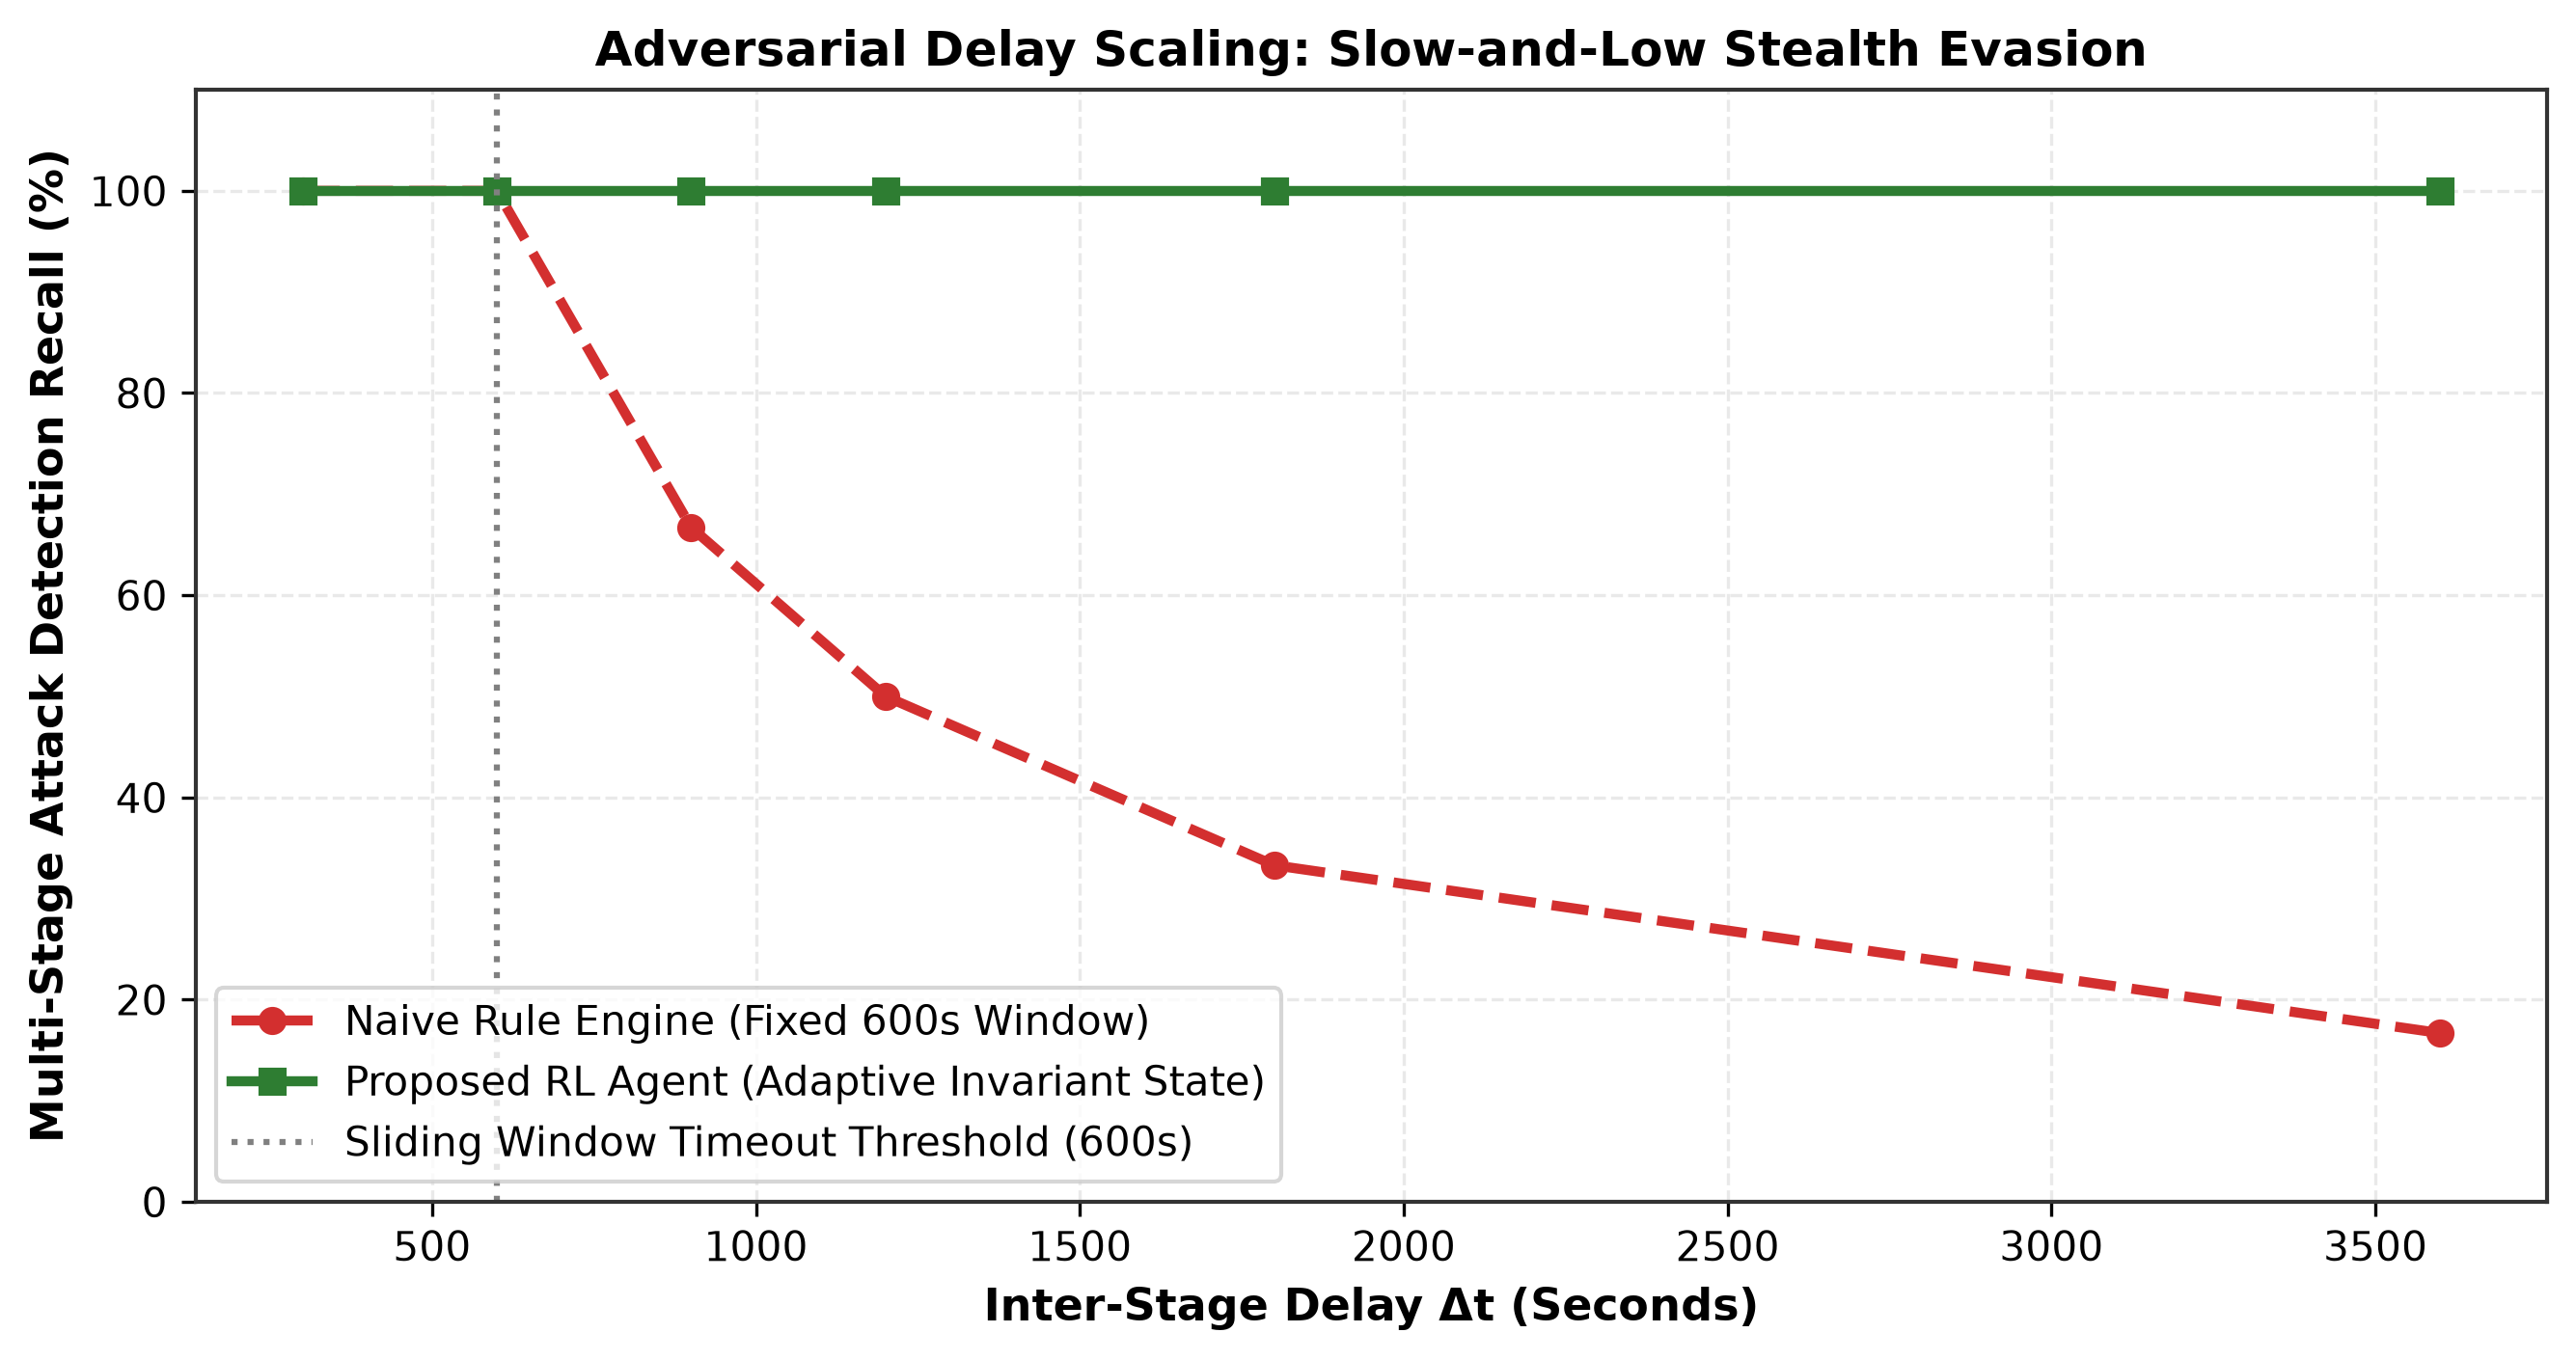 Adversarial Delay Scaling: Slow-and-Low Stealth Evasion
Multi-Stage Attack Detection Recall (%)
100
80
60
40
20
0
Naive Rule Engine (Fixed 600s Window)
Proposed RL Agent (Adaptive Invariant State)
Sliding Window Timeout Threshold (600s)
500 1000 1500 2000 2500 3000 3500
Inter-Stage Delay Δt (Seconds)